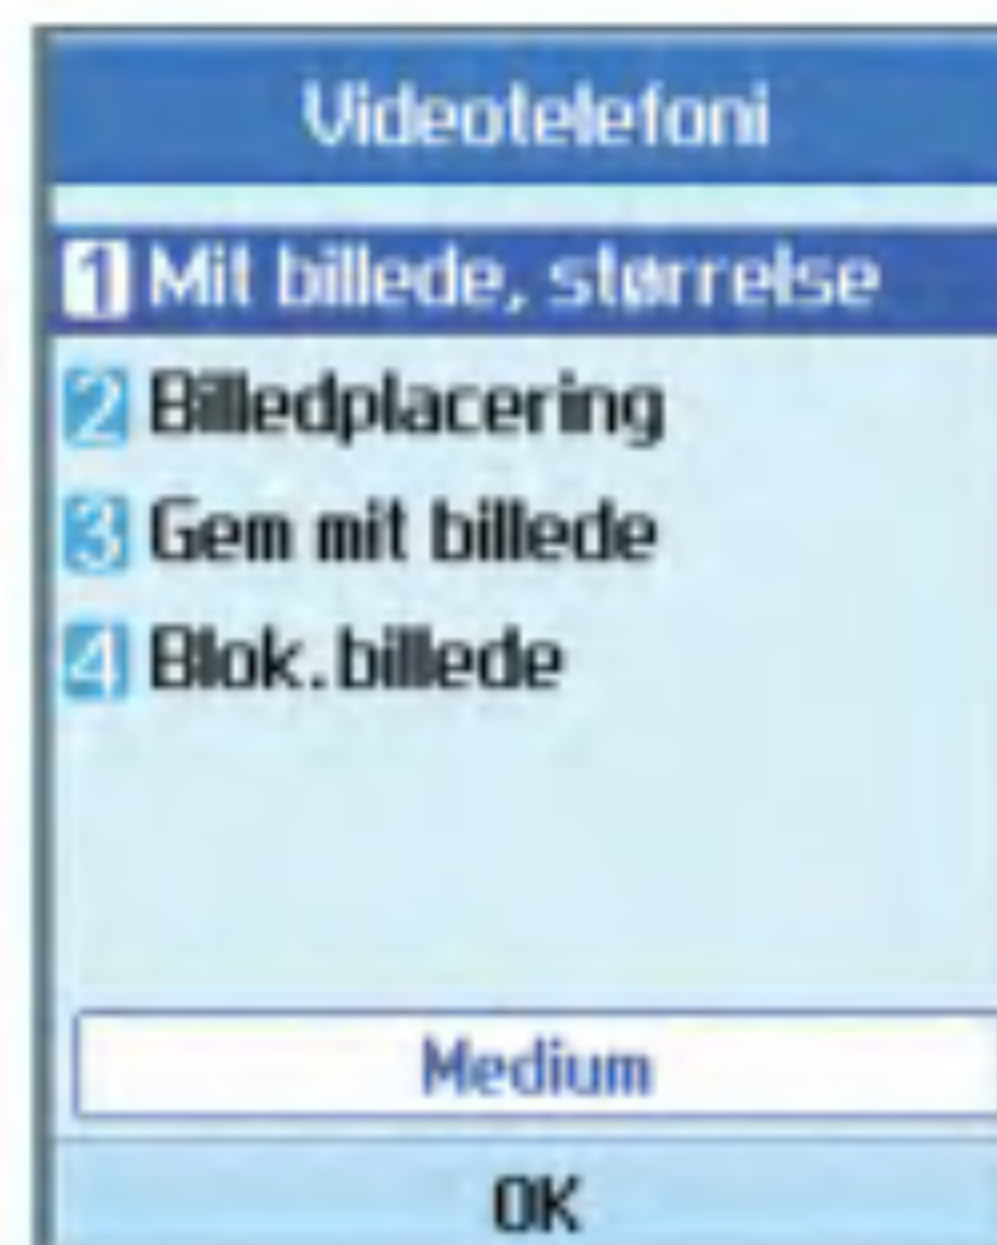 Videotelefoni
1 Mit billede, størrelse
2 Billedplacering
3 Gem mit billede
4 Blok.billede
Medium
OK